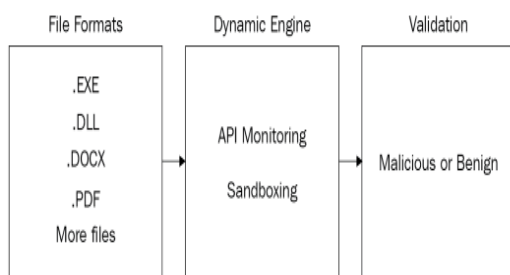 File Formats
Dynamic Engine
Validation
.EXE
.DLL
.DOCX
.PDF
More files
API Monitoring
Sandboxing
Malicious or Benign